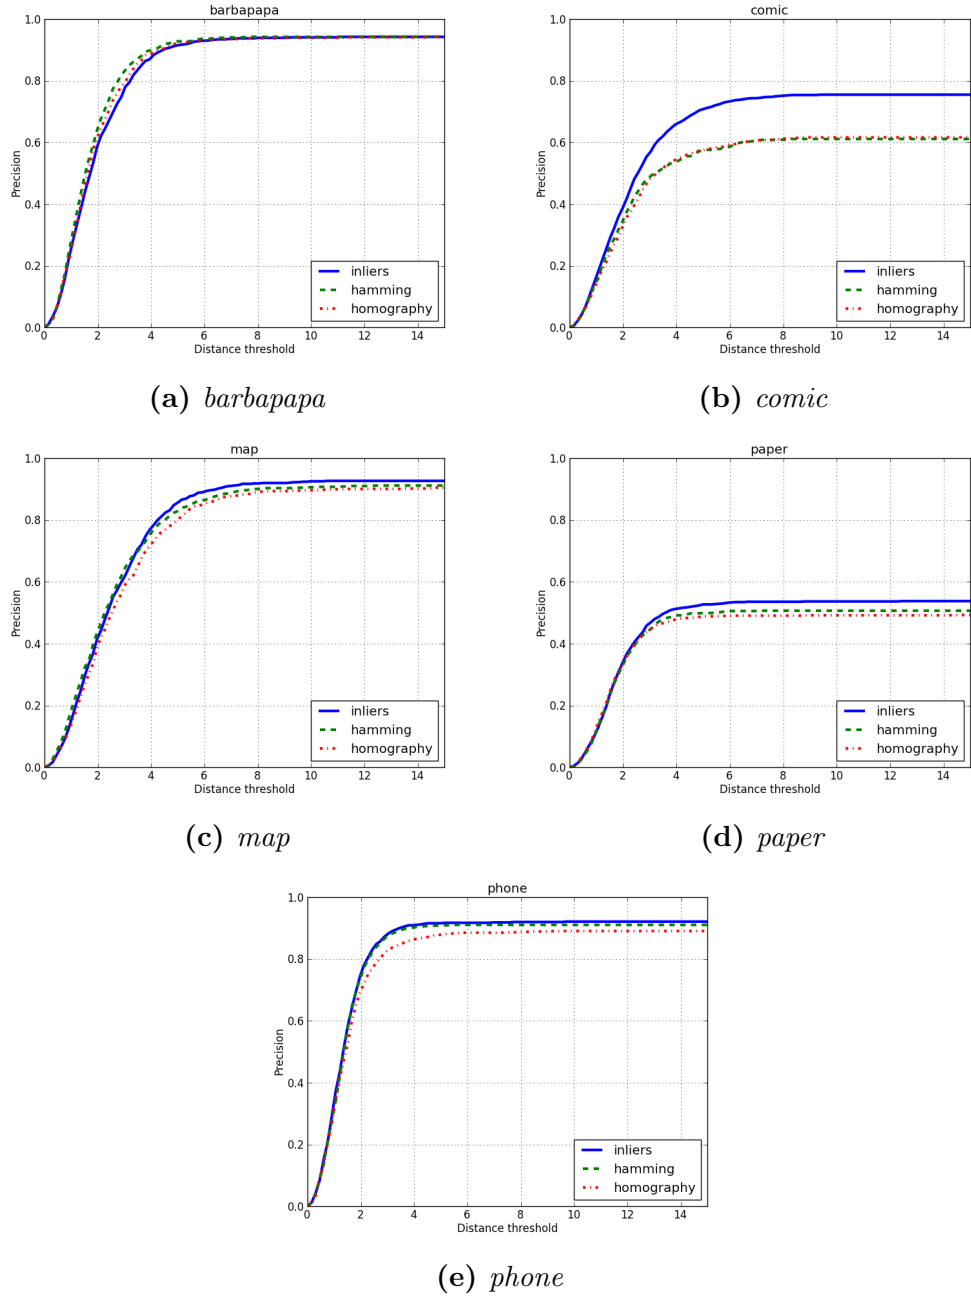 barbapapa
1.0
0.8
0.6
0.4
0.2
0.0
Precision
0 2 4 6 8 10 12 14
Distance threshold
inliers
hamming
homography
(a) barbapapa
comic
1.0
0.8
0.6
0.4
0.2
0.0
Precision
0 2 4 6 8 10 12 14
Distance threshold
inliers
hamming
homography
(b) comic
map
1.0
0.8
0.6
0.4
0.2
0.0
Precision
0 2 4 6 8 10 12 14
Distance threshold
inliers
hamming
homography
(c) map
paper
1.0
0.8
0.6
0.4
0.2
0.0
Precision
0 2 4 6 8 10 12 14
Distance threshold
inliers
hamming
homography
(d) paper
phone
1.0
0.8
0.6
0.4
0.2
0.0
Precision
0 2 4 6 8 10 12 14
Distance threshold
inliers
hamming
homography
(e) phone